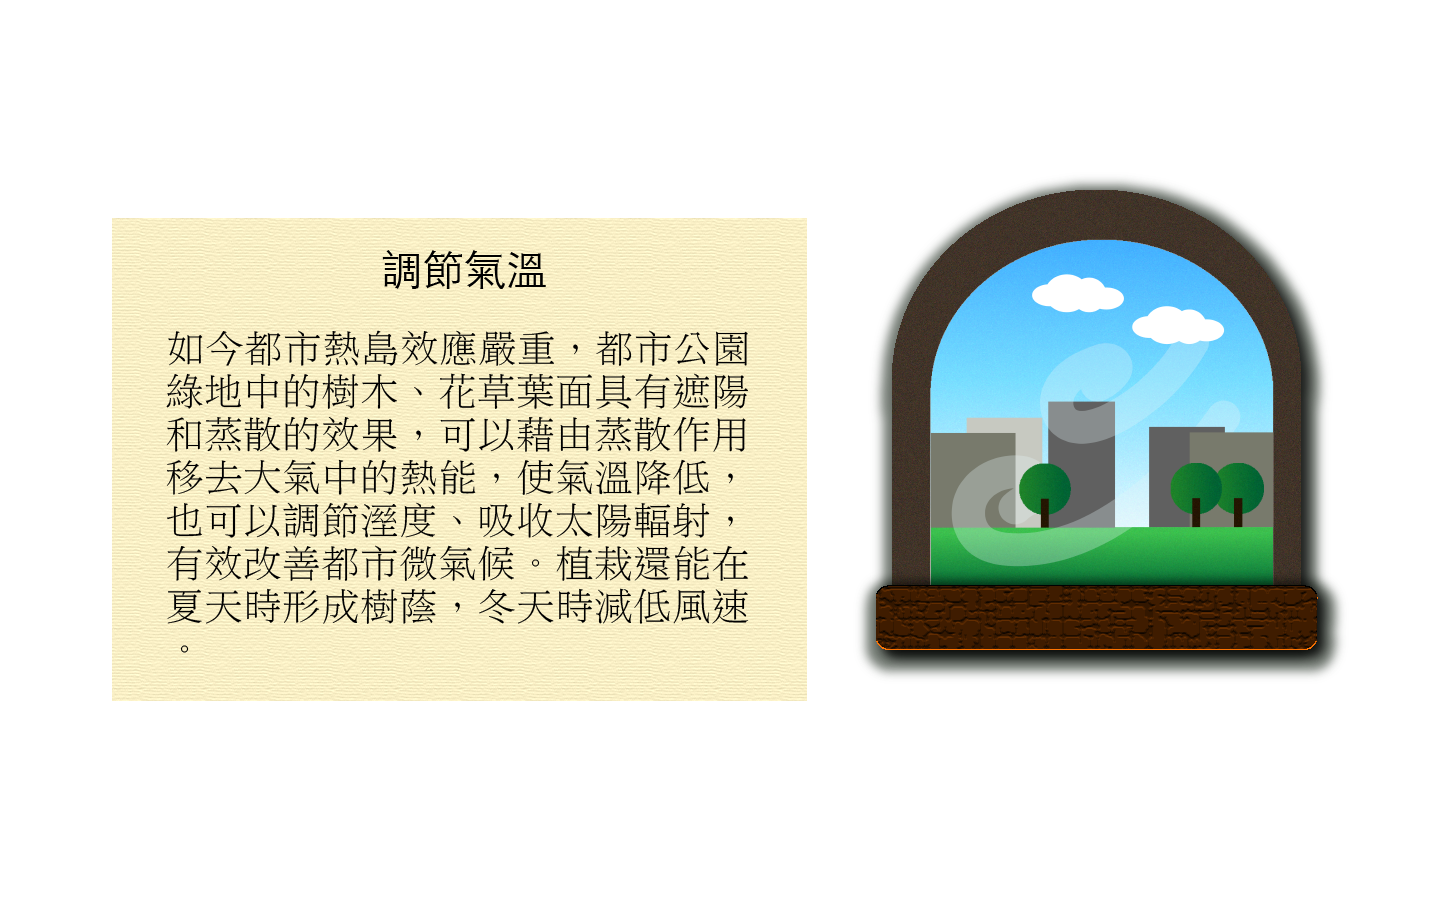 調節氣溫
如今都市熱島效應嚴重，都市公園
綠地中的樹木、花草葉面具有遮陽
和蒸散的效果，可以藉由蒸散作用
移去大氣中的熱能，使氣溫降低，
也可以調節溼度、吸收太陽輻射，
有效改善都市微氣候。植栽還能在
夏天時形成樹蔭，冬天時減低風速
。